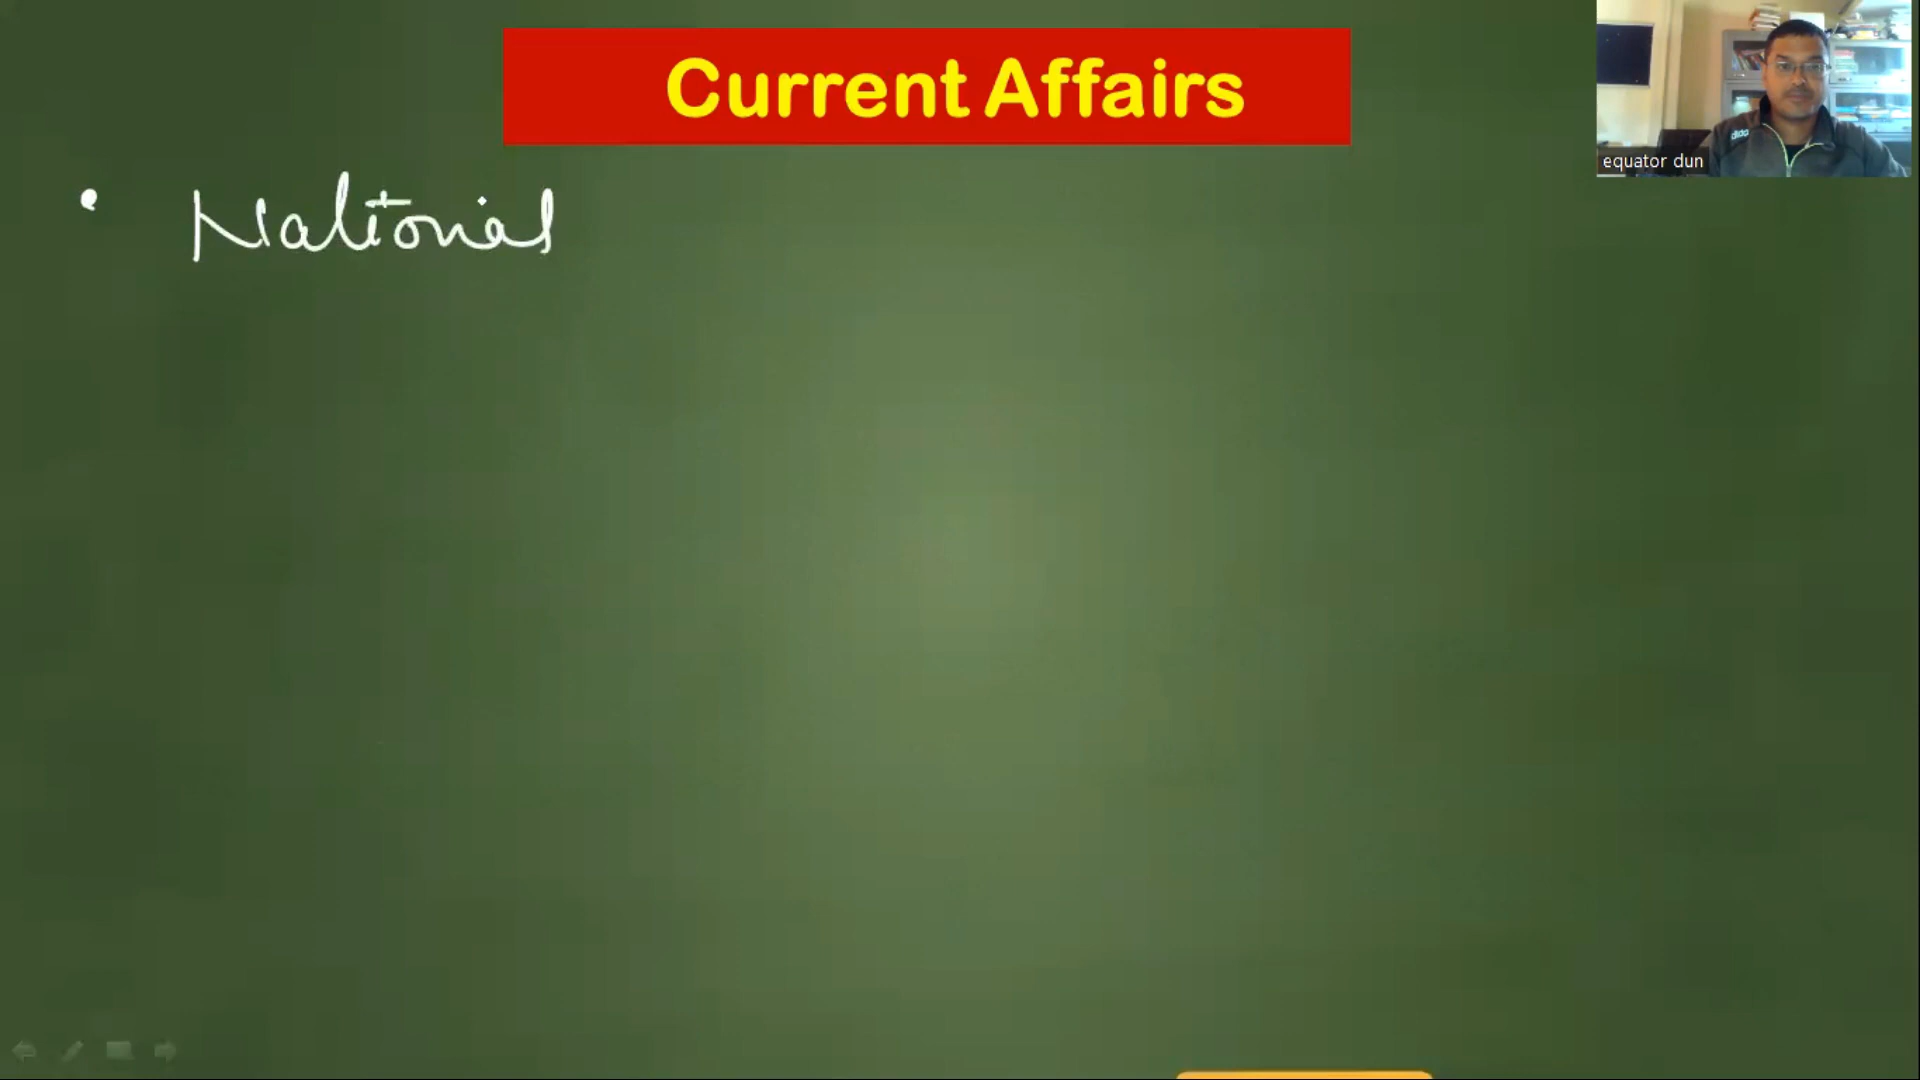 Current Affairs
equator dun
• National